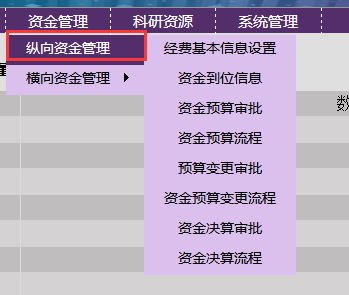 资金管理 科研资源 系统管理
纵向资金管理
横向资金管理
经费基本信息设置
资金到位信息
资金预算审批
资金预算流程
预算变更审批
资金预算变更流程
资金决算审批
资金决算流程
数